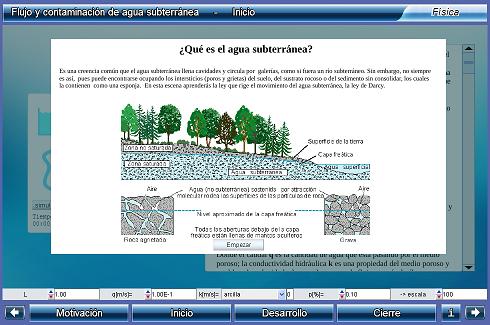 Flujo y contaminación de agua subterránea - Inicio
Física
¿Qué es el agua subterránea?
Es una creencia común que el agua subterránea llena cavidades y circula por galerías, como si fuera un río subterráneo. Sin embargo, no siempre
es así, pues puede encontrarse ocupando los intersticios (poros y grietas) del suelo, del sustrato rocoso o del sedimento sin consolidar, los cuales
la contienen como una esponja. En esta escena aprenderás la ley que rige el movimiento del agua subterránea, la ley de Darcy.
Zona no saturada
Superficie de la tierra
Capa freática
Zona saturada
Agua superficial
Agua subterránea
Aire
Agua (no subterránea) sostenida por atracción
molecular rodea las superficies de las partículas de roca
Aire
Nivel aproximado de la capa freática
Todas las aberturas debajo de la capa
freática están llenas de mantos acuíferos
Roca agrietada
Grava
Empezar
simul
Tiempo
00:00
y
Donde el caudal q es la cantidad de agua que está pasando por el medio
poroso; la conductividad hidráulica k es una propiedad del medio poroso y
L 1.00 q[m/s]= 1.00E-1 k[m/s]= arcilla 0 p[%]= 0.10 -> escala 100
Motivación Inicio Desarrollo Cierre i